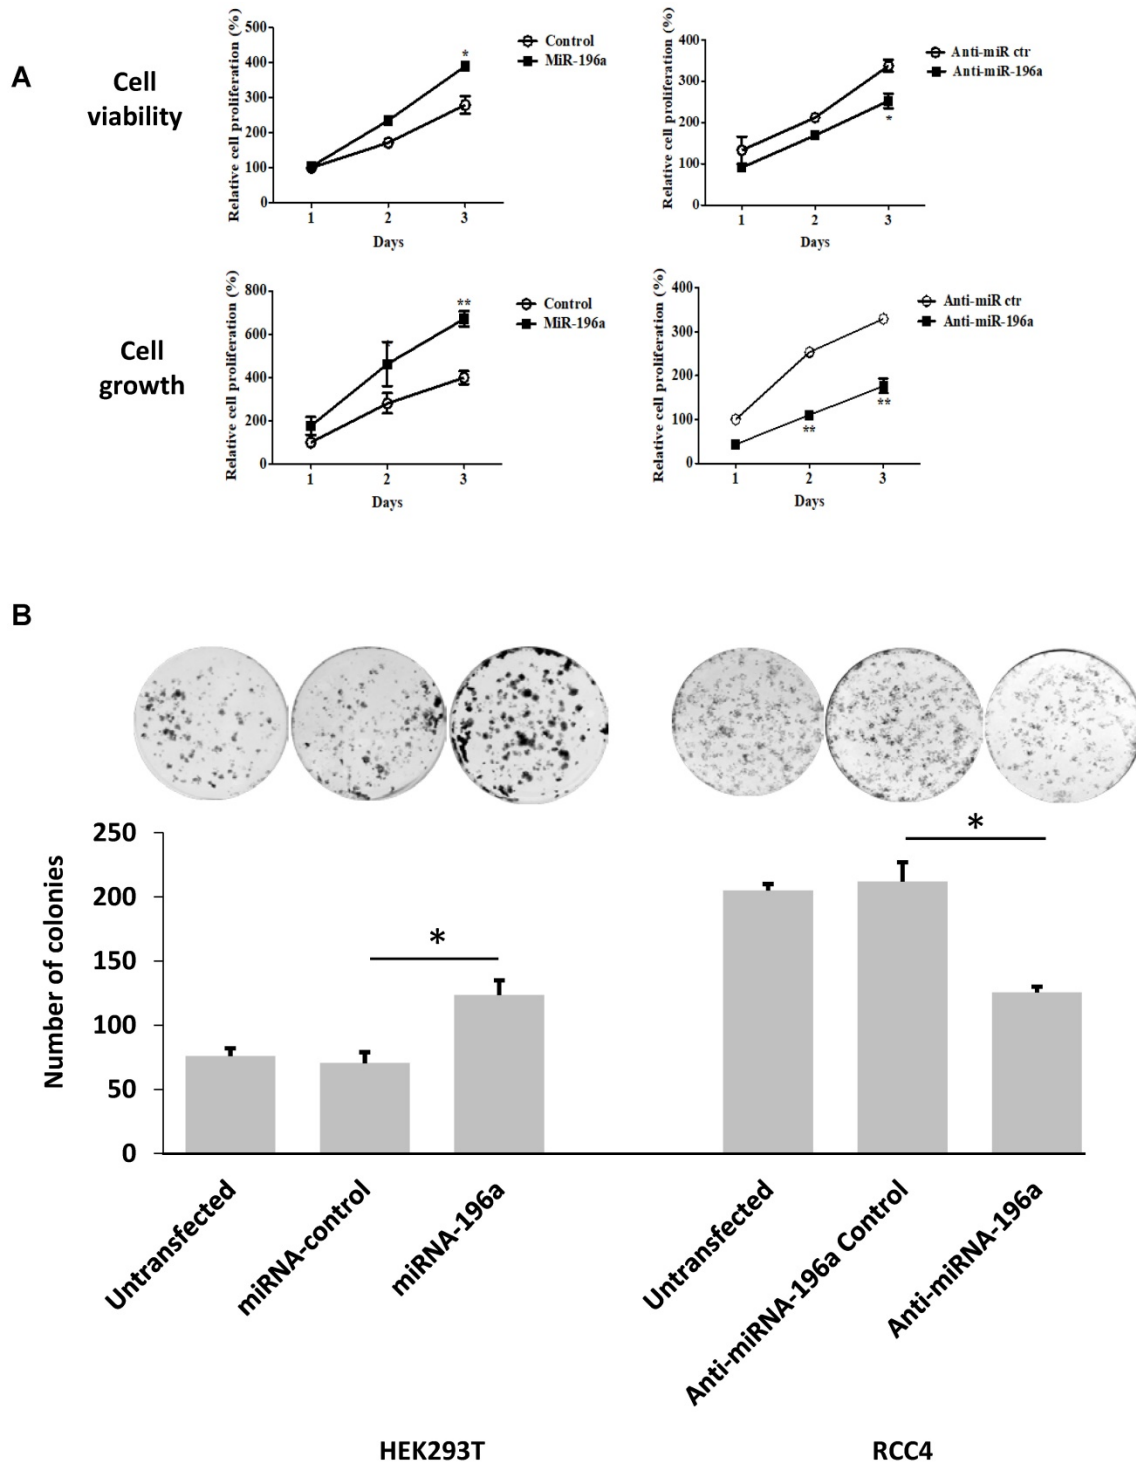 A
Cell
viability
Relative cell proliferation (%)
500
400
300
200
100
0
*
1 2 3
Days
Control
MiR-196a
Relative cell proliferation (%)
400
300
200
100
0
*
1 2 3
Days
Anti-miR ctr
Anti-miR-196a
Cell
growth
Relative cell proliferation (%)
800
600
400
200
0
**
1 2 3
Days
Control
MiR-196a
Relative cell proliferation (%)
400
300
200
100
0
**
**
1 2 3
Days
Anti-miR ctr
Anti-miR-196a
B
Number of colonies
250
200
150
100
50
0
*
*
Untransfected
miRNA-control
miRNA-196a
Untransfected
Anti-miRNA-196a Control
Anti-miRNA-196a
HEK293T
RCC4